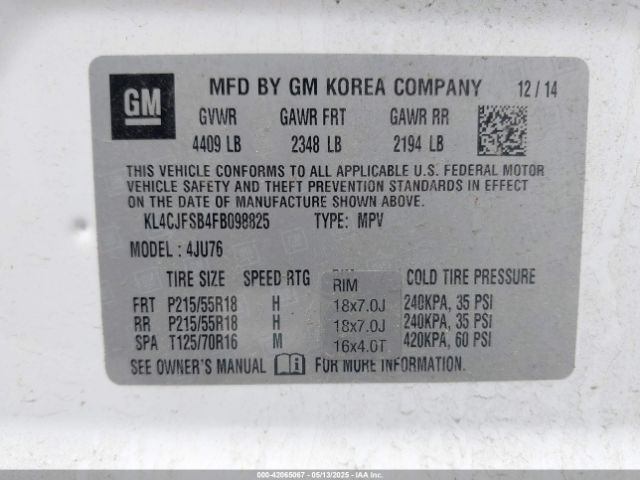 GM MFD BY GM KOREA COMPANY 12 / 14
GVWR GAWR FRT GAWR RR
4409 LB 2348 LB 2194 LB
THIS VEHICLE CONFORMS TO ALL APPLICABLE U.S. FEDERAL MOTOR
VEHICLE SAFETY AND THEFT PREVENTION STANDARDS IN EFFECT
ON THE DATE OF MANUFACTURE SHOWN ABOVE.
KL4CJFSB4FB098825 TYPE: MPV
MODEL : 4JU76
TIRE SIZE SPEED RTG RIM COLD TIRE PRESSURE
FRT P215/55R18 H 18x7.0J 240KPA, 35 PSI
RR P215/55R18 H 18x7.0J 240KPA, 35 PSI
SPA T125/70R16 M 16x4.0T 420KPA, 60 PSI
SEE OWNER'S MANUAL FOR MORE INFORMATION
000-42065067 - 05/13/2025 - IAA Inc.